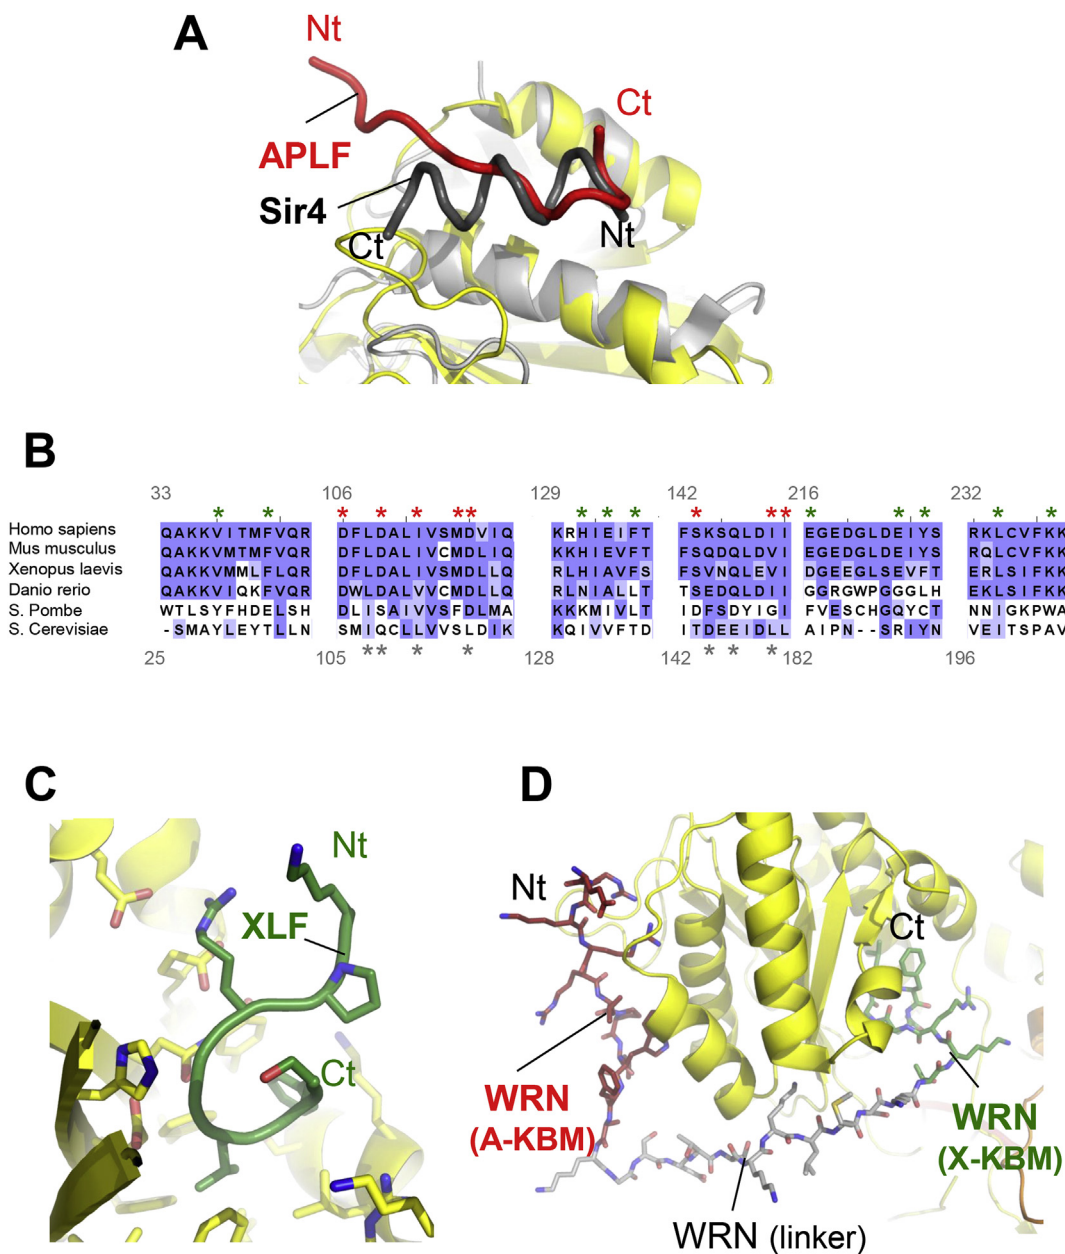 A
Nt
Ct
APLF
Sir4
Nt
Ct
B
33 106 129 142 216 232
* * * * * * * * * * * * * * * * * *
Homo sapiens QAKKVITMFVQR DFLDALIVSMDVIQ KRHIEIFT FSKSQLDII EGEDGLDEIYS RKLCVFKK
Mus musculus QAKKVMTMFVQR DFLDALIVCMDVIQ KKHIEVFT FSQDQLDVI EGEDGLDEIYS RQLCVFKK
Xenopus laevis QAKKVMMLFLQR DFLDALIVSMDLLQ RLHIAVFS FSVNQLEVI DGEEGLSEVFT ERLSIFKK
Danio rerio QAKKVIQKFVQR DWLDALVVCMDLIQ RLNIALLT TSEDQLDVI GGRGWPGGGLH EKLSIFKK
S. Pombe WTLSYFHDELSH DLISAIVVSFDLMA KKKMIVLT IDFSDYIGI FVESCHGQYCT NNIGKPWA
S. Cerevisiae -SMAYLEYTLLN SMIQCLLVVSLDIK KQIVVFTD ITDEEIDLL AIPN--SRIYN VEITSPAV
* * * * * * *
25 105 128 142 182 196
C
Nt
XLF
Ct
D
Nt
Ct
WRN
(A-KBM)
WRN
(X-KBM)
WRN (linker)